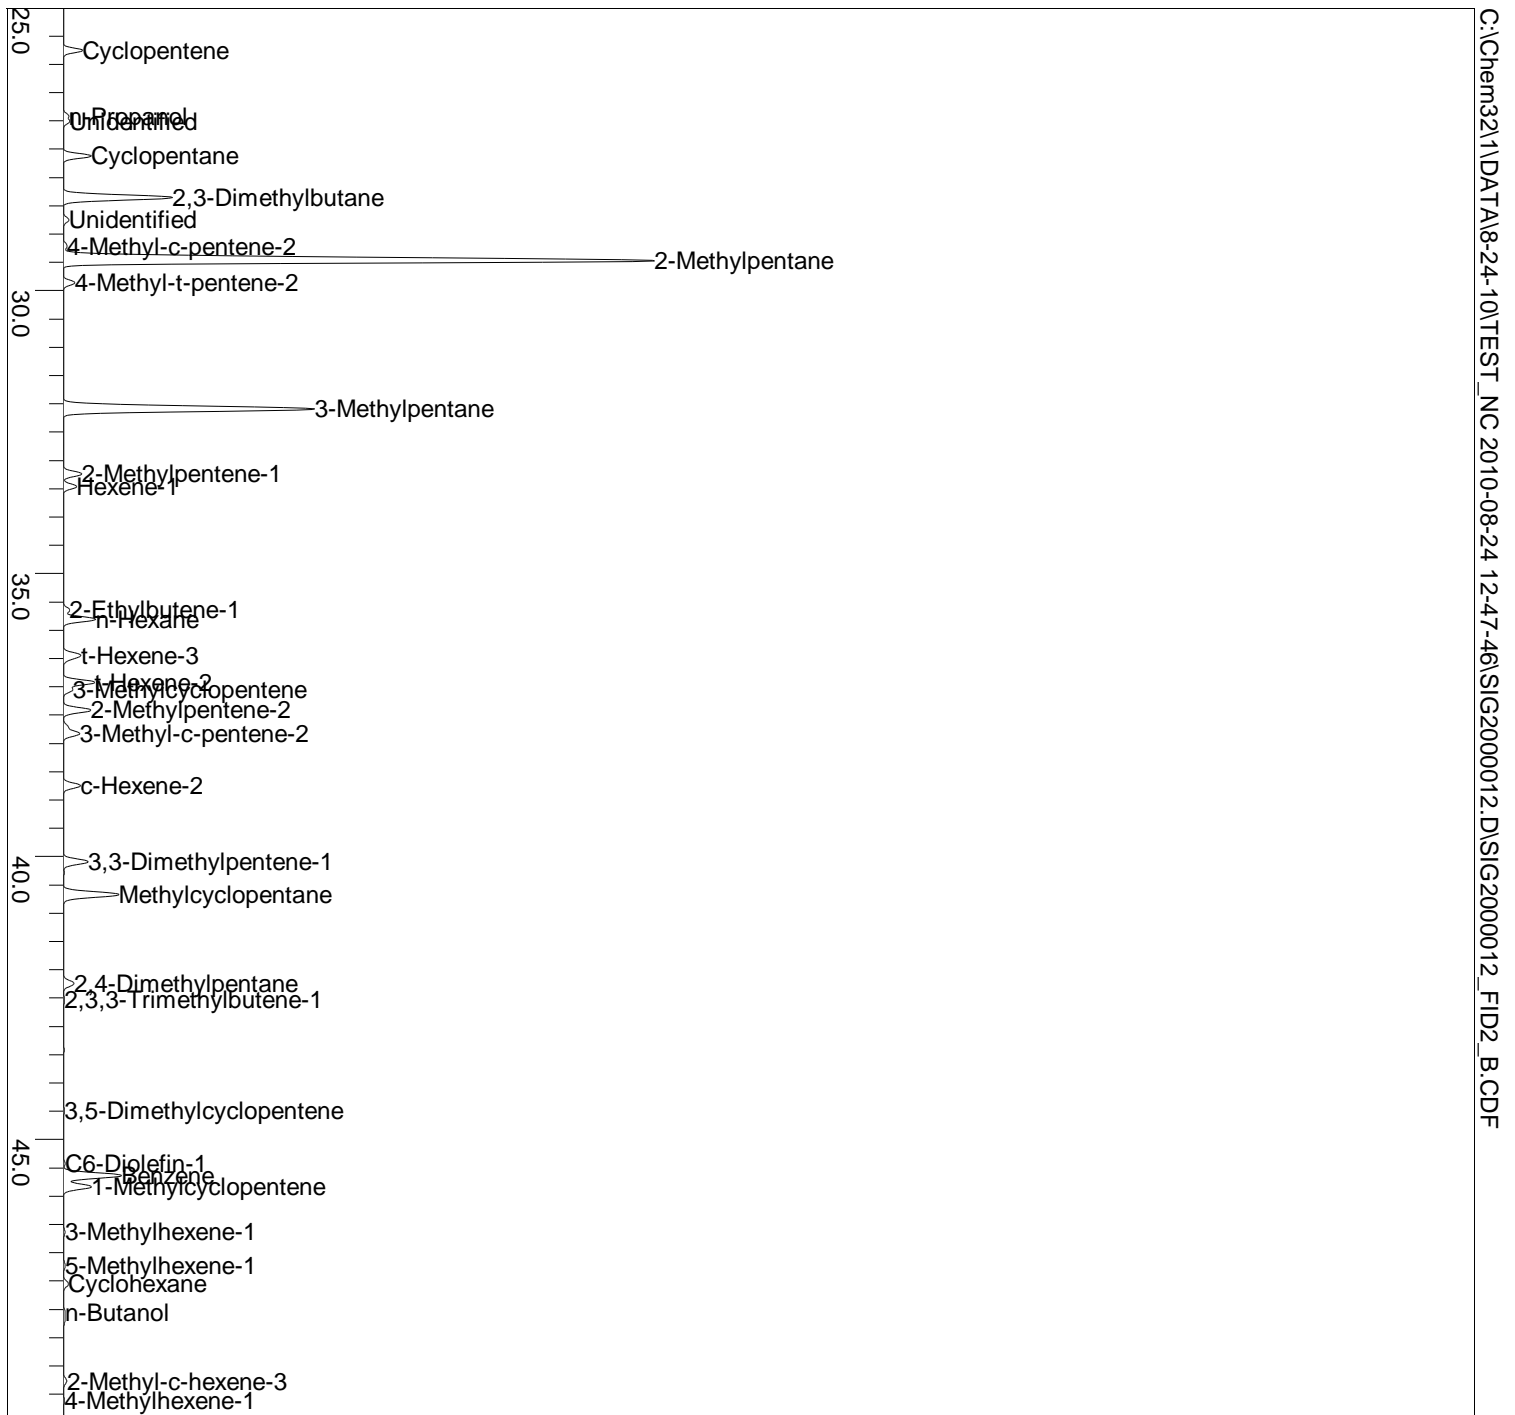 C:\Chem32\1\DATA\8-24-10\TEST_NC 2010-08-24 12-47-46\SIG2000012.D\SIG2000012_FID2_B.CDF
25.0
Cyclopentene
n-Propanol
Unidentified
Cyclopentane
2,3-Dimethylbutane
Unidentified
4-Methyl-c-pentene-2
2-Methylpentane
4-Methyl-t-pentene-2
30.0
3-Methylpentane
2-Methylpentene-1
Hexene-1
35.0
2-Ethylbutene-1
n-Hexane
t-Hexene-3
t-Hexene-2
3-Methylcyclopentene
2-Methylpentene-2
3-Methyl-c-pentene-2
c-Hexene-2
40.0
3,3-Dimethylpentene-1
Methylcyclopentane
2,4-Dimethylpentane
2,3,3-Trimethylbutene-1
3,5-Dimethylcyclopentene
45.0
C6-Diolefin-1
Benzene
1-Methylcyclopentene
3-Methylhexene-1
5-Methylhexene-1
Cyclohexane
n-Butanol
2-Methyl-c-hexene-3
4-Methylhexene-1